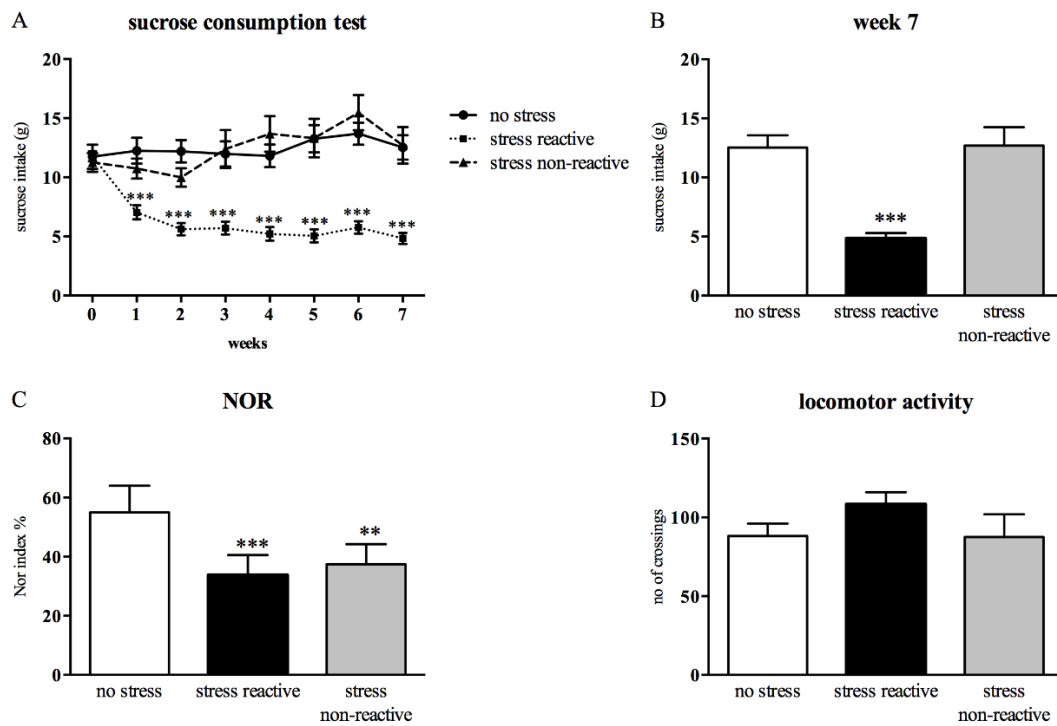 A
sucrose consumption test
20
15
10
5
0
sucrose intake (g)
***
***
***
***
***
***
***
0 1 2 3 4 5 6 7
weeks
no stress
stress reactive
stress non-reactive
B
week 7
20
15
10
5
0
sucrose intake (g)
***
no stress
stress reactive
stress
non-reactive
C
NOR
80
60
40
20
0
Nor index %
***
**
no stress
stress reactive
stress
non-reactive
D
locomotor activity
150
100
50
0
no of crossings
no stress
stress reactive
stress
non-reactive